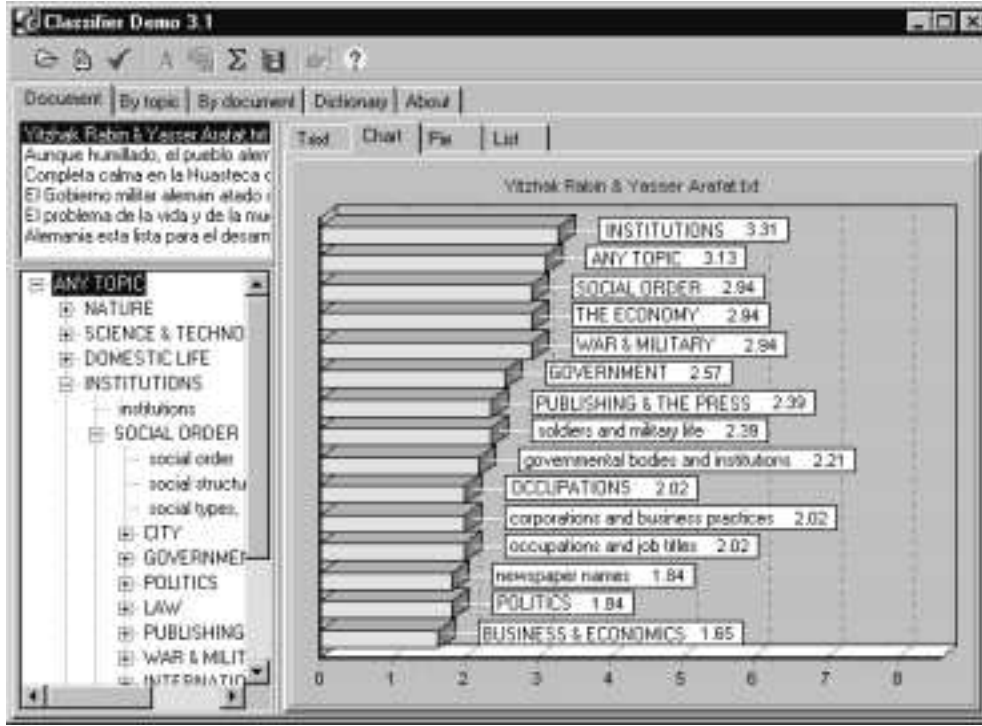 Classifier Demo 3.1
Document By topic By document Dictionary About
Yitzhak Rabin & Yasser Arafat.txt
Aunque humillado, el pueblo alem
Completa calma en la Huasteca
El Gobierno militar aleman atado
El problema de la vida y de la mu
Alemania esta lista para el desarm
ANY TOPIC
NATURE
SCIENCE & TECHNO
DOMESTIC LIFE
INSTITUTIONS
institutions
SOCIAL ORDER
social order
social structu
social types,
CITY
GOVERNMEN
POLITICS
LAW
PUBLISHING
WAR & MILIT
INTERNATIO
Text Chart Pie List
Yitzhak Rabin & Yasser Arafat.txt
INSTITUTIONS 3.31
ANY TOPIC 3.13
SOCIAL ORDER 2.94
THE ECONOMY 2.94
WAR & MILITARY 2.94
GOVERNMENT 2.57
PUBLISHING & THE PRESS 2.39
soldiers and military life 2.39
governmental bodies and institutions 2.21
OCCUPATIONS 2.02
corporations and business practices 2.02
occupations and job titles 2.02
newspaper names 1.84
POLITICS 1.84
BUSINESS & ECONOMICS 1.65
0 1 2 3 4 5 6 7 8